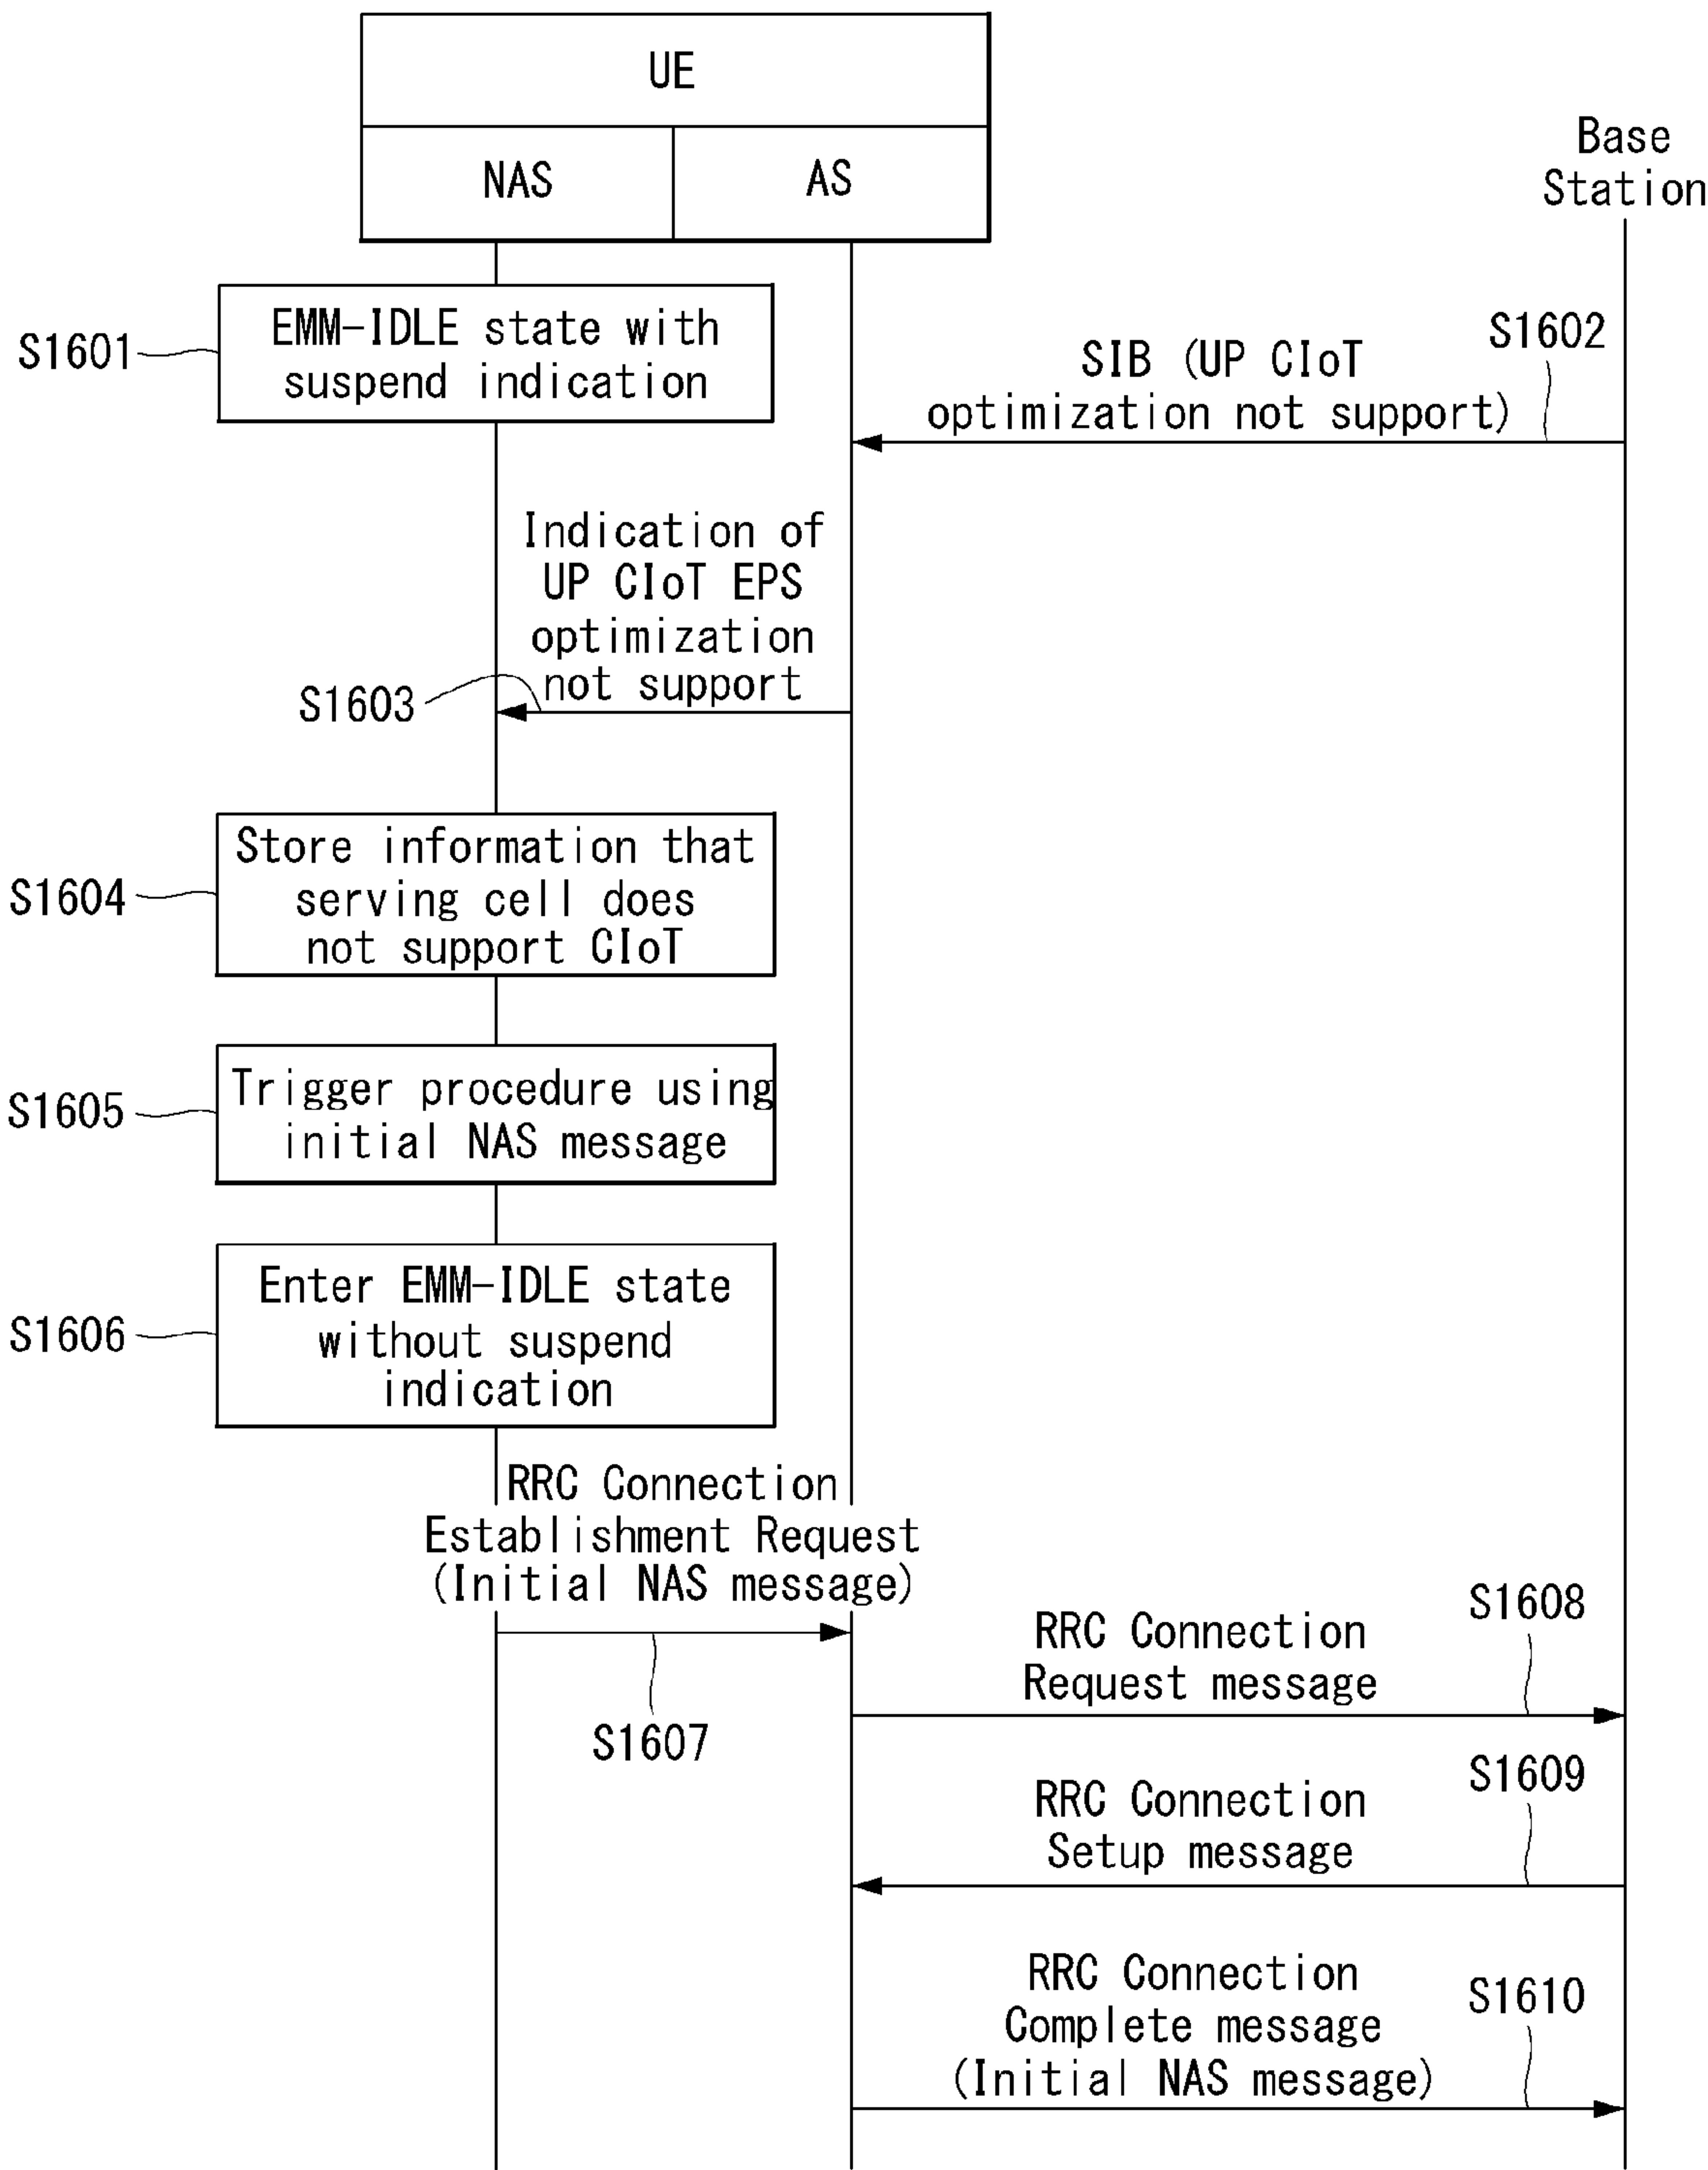 UE
NAS
AS
Base
Station
S1601
EMM-IDLE state with
suspend indication
S1602
SIB (UP CIoT
optimization not support)
Indication of
UP CIoT EPS
optimization
not support
S1603
S1604
Store information that
serving cell does
not support CIoT
S1605
Trigger procedure using
initial NAS message
S1606
Enter EMM-IDLE state
without suspend
indication
RRC Connection
Establishment Request
(Initial NAS message)
S1607
S1608
RRC Connection
Request message
S1609
RRC Connection
Setup message
S1610
RRC Connection
Complete message
(Initial NAS message)